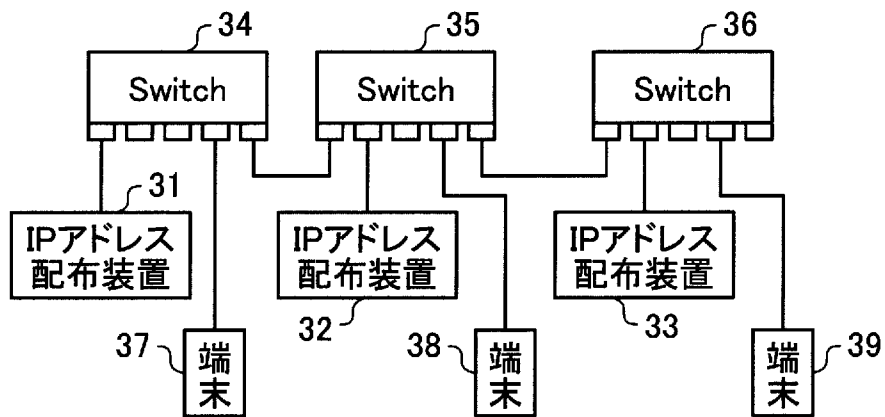 34
35
36
Switch
Switch
Switch
31
IPアドレス
配布装置
IPアドレス
配布装置
IPアドレス
配布装置
32
33
37
端末
38
端末
39
端末